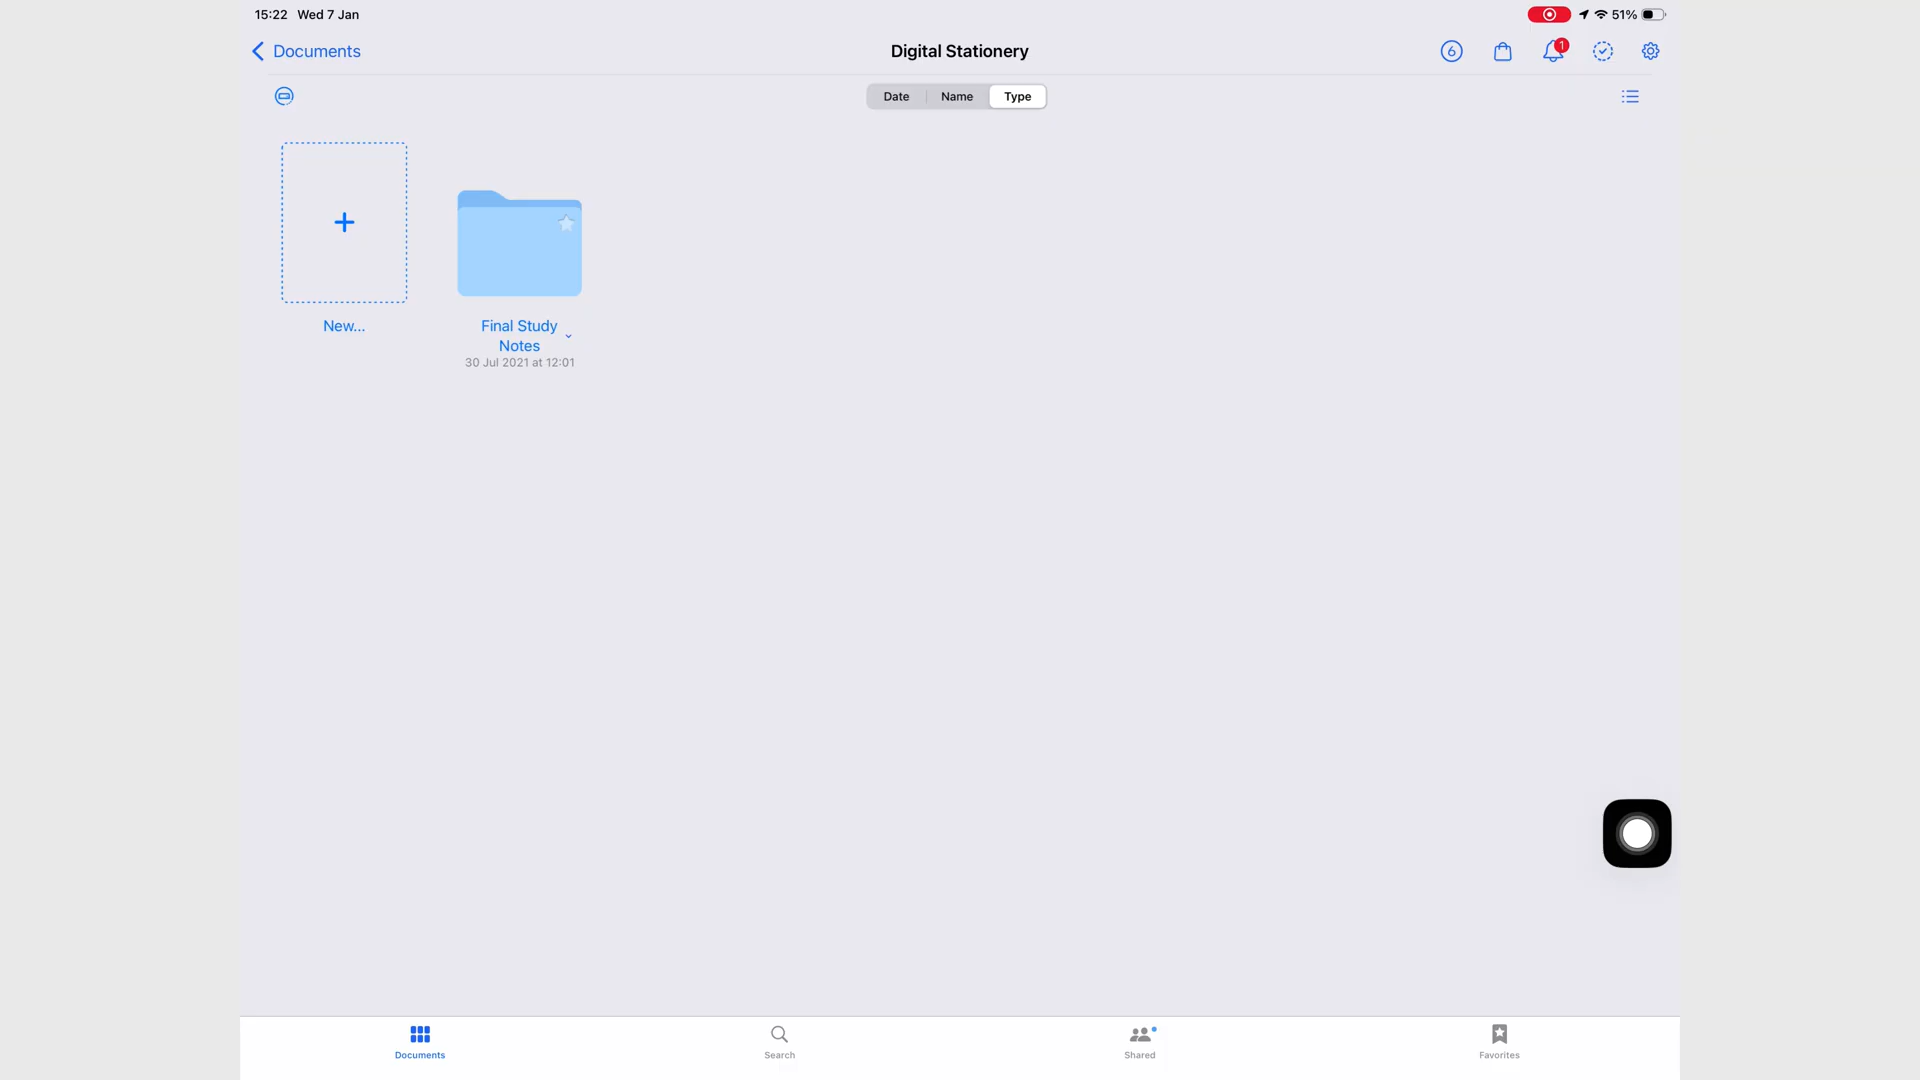 15:22 Wed 7 Jan
51%
Documents
Digital Stationery
6
1
Date Name Type
New...
Final Study
Notes
30 Jul 2021 at 12:01
Documents
Search
Shared
Favorites